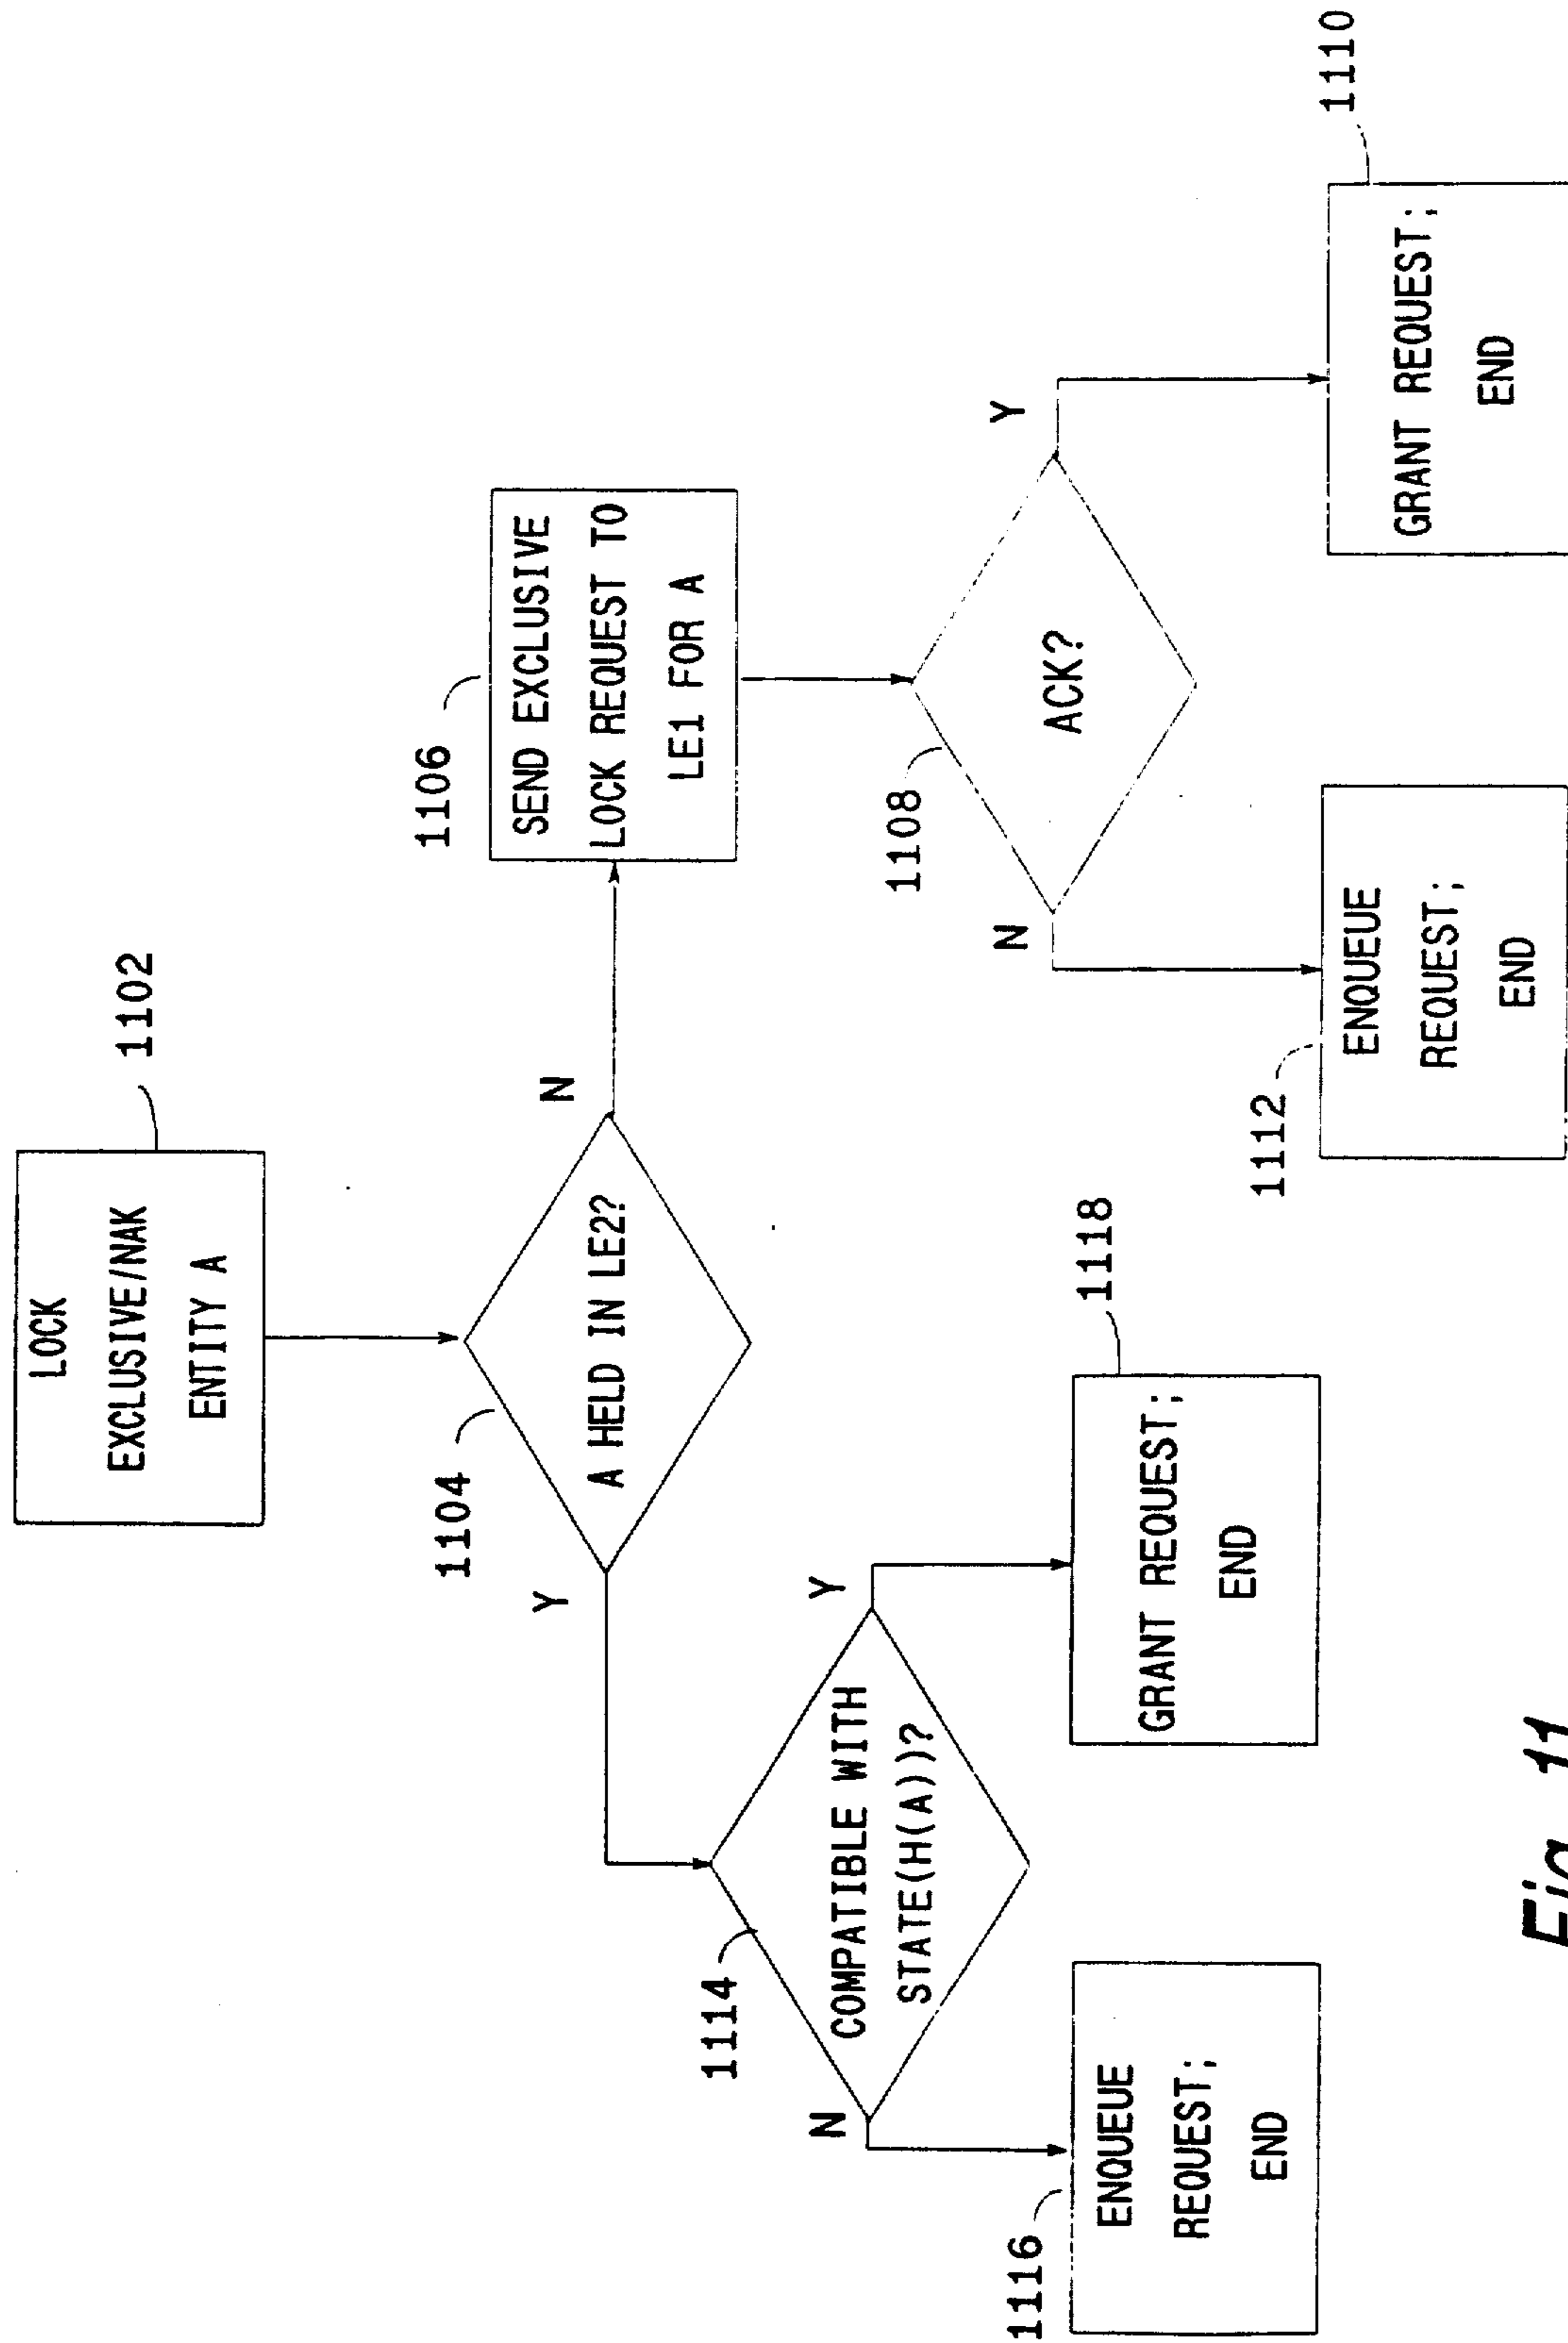 LOCK
EXCLUSIVE/NAK
ENTITY A
1102
1104
A HELD IN LE2?
Y
N
1106
SEND EXCLUSIVE
LOCK REQUEST TO
LE1 FOR A
1114
COMPATIBLE WITH
STATE(H(A))?
N
Y
1108
ACK?
N
Y
1116
ENQUEUE
REQUEST;
END
1118
GRANT REQUEST;
END
1112
ENQUEUE
REQUEST;
END
1110
GRANT REQUEST;
END
Fig. 11